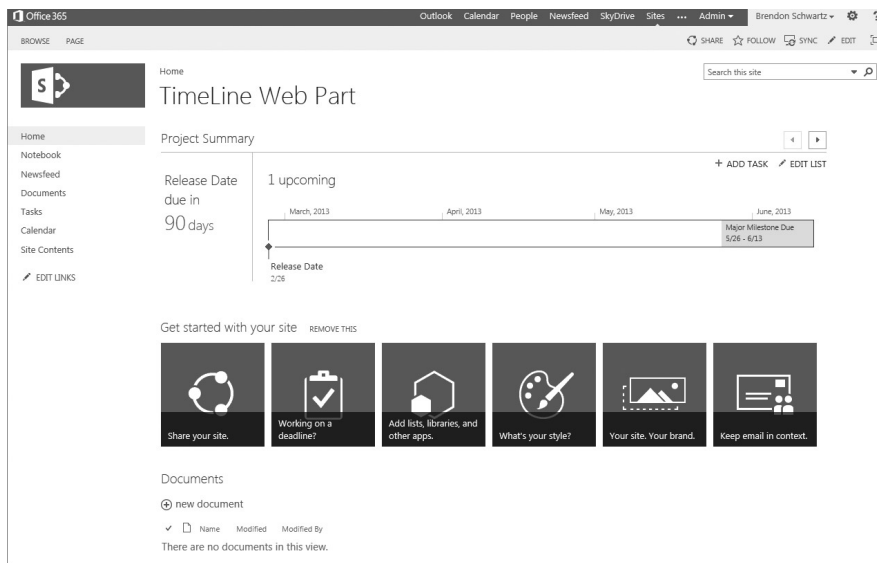 Office 365 Outlook Calendar People Newsfeed SkyDrive Sites ... Admin Brendon Schwartz ?
BROWSE PAGE SHARE FOLLOW SYNC EDIT
S
Home
Search this site
TimeLine Web Part
Home
Notebook
Newsfeed
Documents
Tasks
Calendar
Site Contents
EDIT LINKS
Project Summary
+ ADD TASK EDIT LIST
Release Date
due in
90 days
1 upcoming
March, 2013 April, 2013 May, 2013 June, 2013
Major Milestone Due
5/26 - 6/13
Release Date
2/26
Get started with your site REMOVE THIS
Share your site.
Working on a
deadline?
Add lists, libraries, and
other apps.
What's your style?
Your site. Your brand.
Keep email in context.
Documents
new document
Name Modified Modified By
There are no documents in this view.